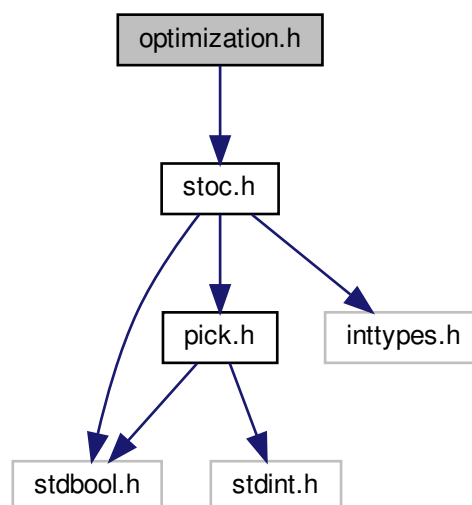 optimization.h
stoc.h
pick.h
inttypes.h
stdbool.h
stdint.h